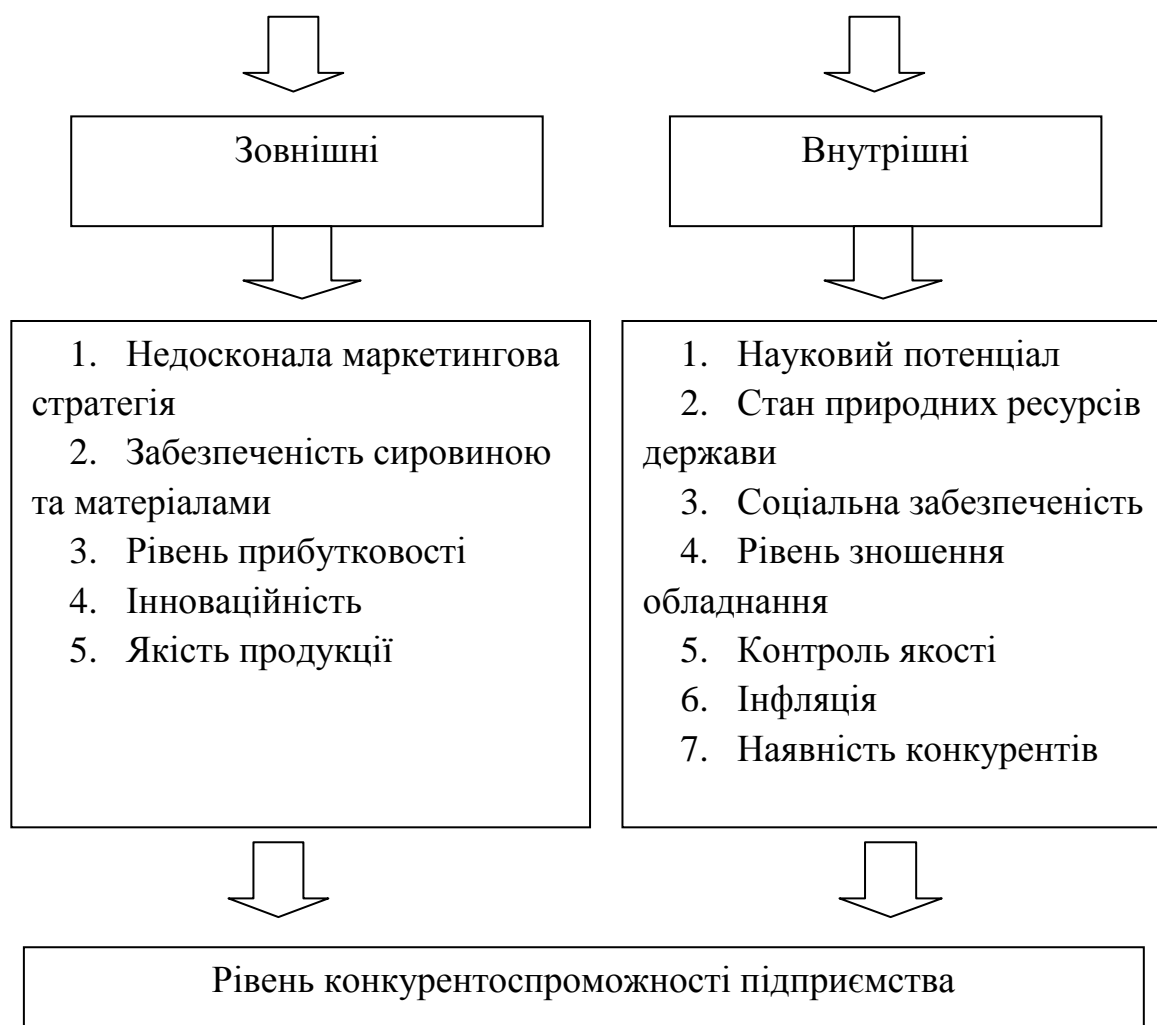 Зовнішні
Внутрішні
1. Недосконала маркетингова
стратегія
2. Забезпеченість сировиною
та матеріалами
3. Рівень прибутковості
4. Інноваційність
5. Якість продукції
1. Науковий потенціал
2. Стан природних ресурсів
держави
3. Соціальна забезпеченість
4. Рівень зношення
обладнання
5. Контроль якості
6. Інфляція
7. Наявність конкурентів
Рівень конкурентоспроможності підприємства